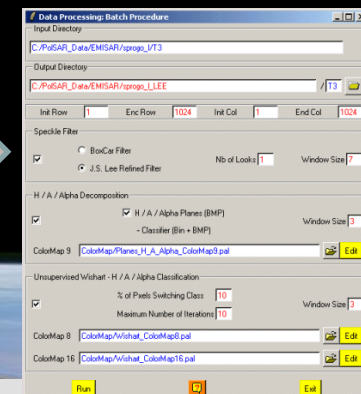 Data Processing: Batch Procedure
Input Directory
C:/PolSAR_Data/EMISAR/sprogo_I/T3
Output Directory
C:/PolSAR_Data/EMISAR/sprogo_I_LEE / T3
Init Row 1 Enc Row 1024 Init Col 1 End Col 1024
Speckle Filter
BoxCar Filter
J.S. Lee Refined Filter
Nb of Looks 1 Window Size 7
H / A / Alpha Decomposition
H / A / Alpha Planes (BMP)
- Classifier (Bin + BMP)
Window Size 3
ColorMap 9 ColorMap/Planes_H_A_Alpha_ColorMap9.pal Edit
Unsupervised Wishart - H / A / Alpha Classification
% of Pixels Switching Class 10
Maximum Number of Iterations 10
Window Size 3
ColorMap 8 ColorMap/Wishart_ColorMap8.pal Edit
ColorMap 16 ColorMap/Wishart_ColorMap16.pal Edit
Run ? Exit